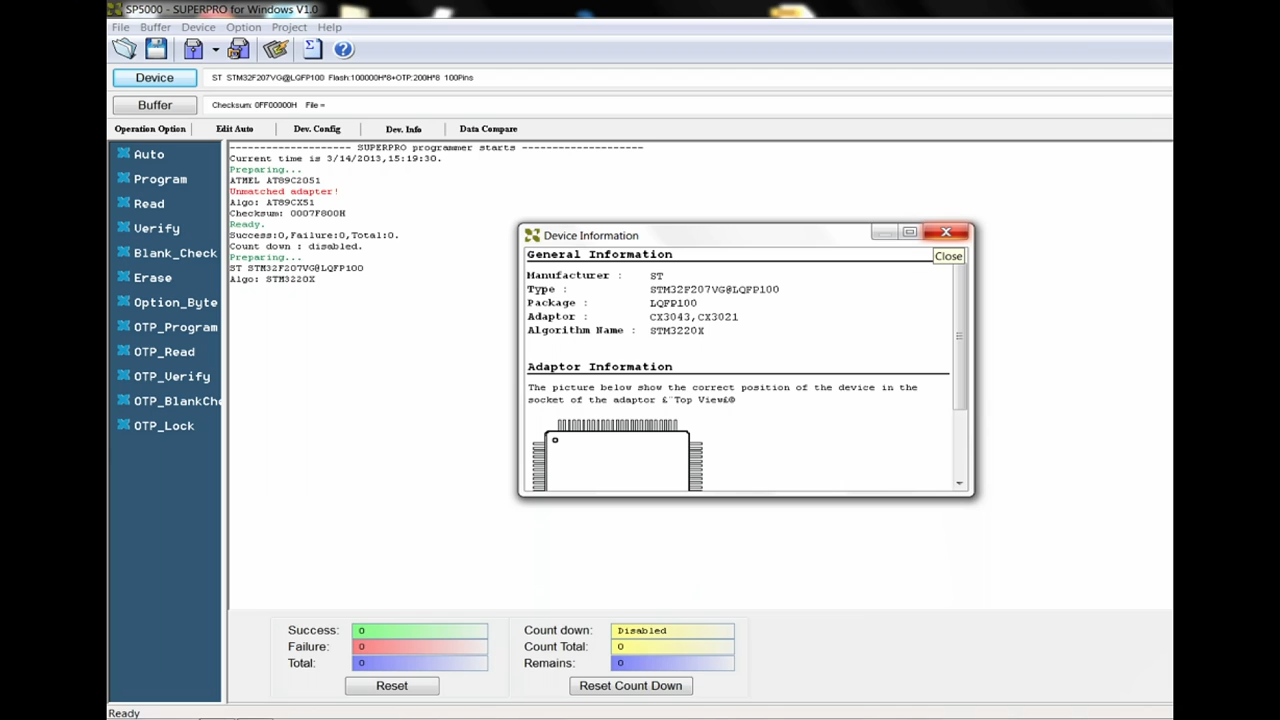 SP5000 - SUPERPRO for Windows V1.0
File Buffer Device Option Project Help
Device ST STM32F207VG@LQFP100 Flash:100000H*8+OTP:200H*8 100Pins
Buffer Checksum: 0FF00000H File =
Operation Option Edit Auto Dev. Config Dev. Info Data Compare
Auto
Program
Read
Verify
Blank_Check
Erase
Option_Byte
OTP_Program
OTP_Read
OTP_Verify
OTP_BlankChe
OTP_Lock
------------------- SUPERPRO programmer starts -------------------
Current time is 3/14/2013,15:19:30.
Preparing...
ATMEL AT89C2051
Unmatched adapter!
Algo: AT89CX51
Checksum: 0007F800H
Ready.
Success:0,Failure:0,Total:0.
Count down : disabled.
Preparing...
ST STM32F207VG@LQFP100
Algo: STM3220X
Device Information
Close
General Information
Manufacturer : ST
Type : STM32F207VG@LQFP100
Package : LQFP100
Adaptor : CX3043,CX3021
Algorithm Name : STM3220X
Adaptor Information
The picture below show the correct position of the device in the
socket of the adaptor £¨Top View£©
Success: 0
Failure: 0
Total: 0
Reset
Count down: Disabled
Count Total: 0
Remains: 0
Reset Count Down
Ready